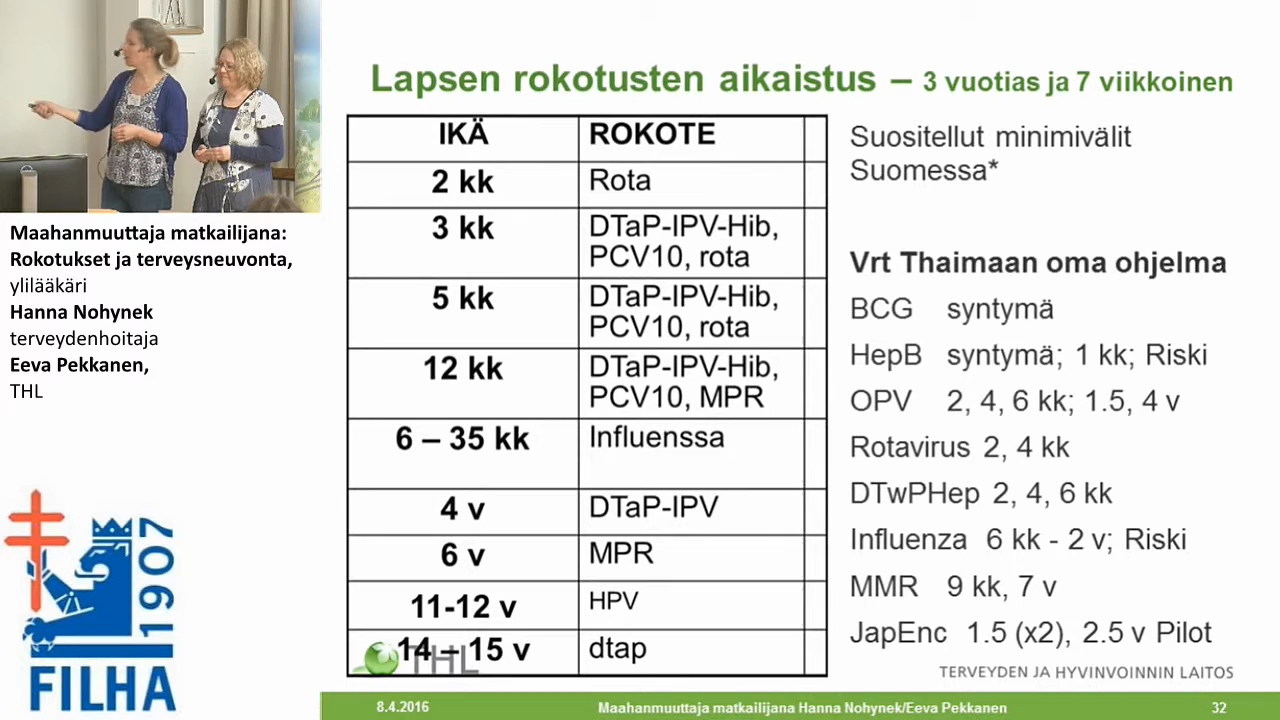 Lapsen rokotusten aikaistus – 3 vuotias ja 7 viikkoinen
IKÄ ROKOTE
2 kk Rota
3 kk DTaP-IPV-Hib,
PCV10, rota
5 kk DTaP-IPV-Hib,
PCV10, rota
12 kk DTaP-IPV-Hib,
PCV10, MPR
6 – 35 kk Influenssa
4 v DTaP-IPV
6 v MPR
11-12 v HPV
14 – 15 v dtap
THL
Suositellut minimivälit
Suomessa*
Vrt Thaimaan oma ohjelma
BCG syntymä
HepB syntymä; 1 kk; Riski
OPV 2, 4, 6 kk; 1.5, 4 v
Rotavirus 2, 4 kk
DTwPHep 2, 4, 6 kk
Influenza 6 kk - 2 v; Riski
MMR 9 kk, 7 v
JapEnc 1.5 (x2), 2.5 v Pilot
TERVEYDEN JA HYVINVOINNIN LAITOS
8.4.2016 Maahanmuuttaja matkailijana Hanna Nohynek/Eeva Pekkanen 32
Maahanmuuttaja matkailijana:
Rokotukset ja terveysneuvonta,
ylilääkäri
Hanna Nohynek
terveydenhoitaja
Eeva Pekkanen,
THL
1907
FILHA